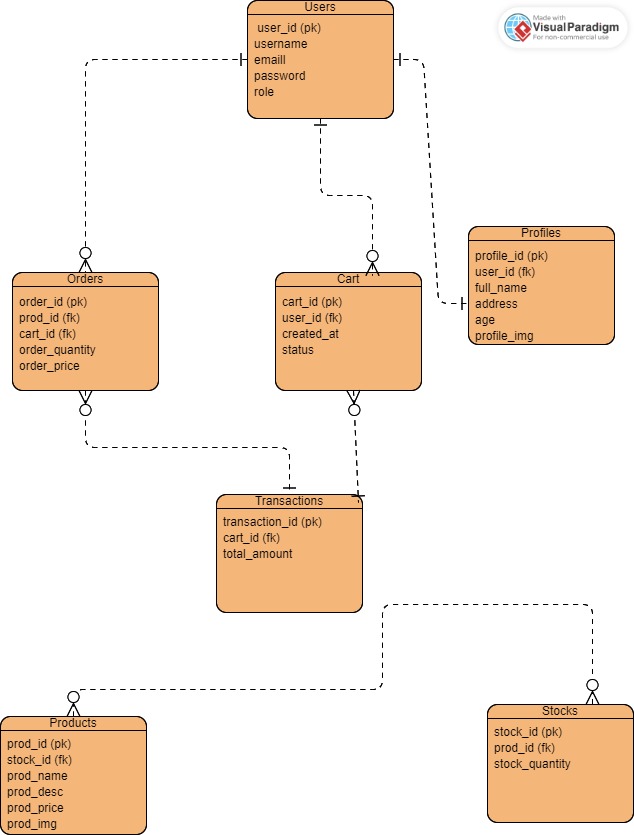 Users
user_id (pk)
username
emaill
password
role
Made with
VisualParadigm
For non-commercial use
Profiles
profile_id (pk)
user_id (fk)
full_name
address
age
profile_img
Orders
order_id (pk)
prod_id (fk)
cart_id (fk)
order_quantity
order_price
Cart
cart_id (pk)
user_id (fk)
created_at
status
Transactions
transaction_id (pk)
cart_id (fk)
total_amount
Products
prod_id (pk)
stock_id (fk)
prod_name
prod_desc
prod_price
prod_img
Stocks
stock_id (pk)
prod_id (fk)
stock_quantity